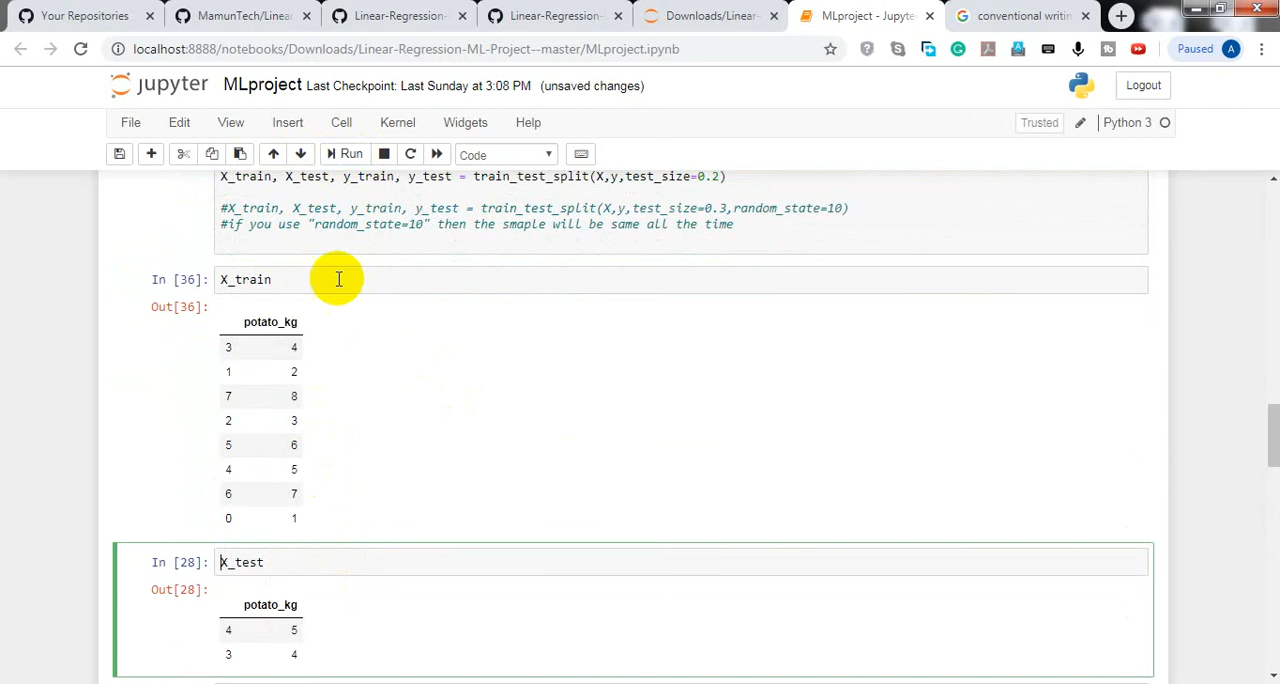 Your Repositories
MamunTech/Linear
Linear-Regression-
Linear-Regression-
Downloads/Linear-
MLproject - Jupyte
conventional writin
localhost:8888/notebooks/Downloads/Linear-Regression-ML-Project--master/MLproject.ipynb
Paused A
jupyter MLproject Last Checkpoint: Last Sunday at 3:08 PM (unsaved changes)
Logout
File Edit View Insert Cell Kernel Widgets Help
Trusted Python 3
Run Code
X_train, X_test, y_train, y_test = train_test_split(X,y,test_size=0.2)
#X_train, X_test, y_train, y_test = train_test_split(X,y,test_size=0.3,random_state=10)
#if you use "random_state=10" then the smaple will be same all the time
In [36]: X_train
Out[36]:
potato_kg
3 4
1 2
7 8
2 3
5 6
4 5
6 7
0 1
In [28]: X_test
Out[28]:
potato_kg
4 5
3 4